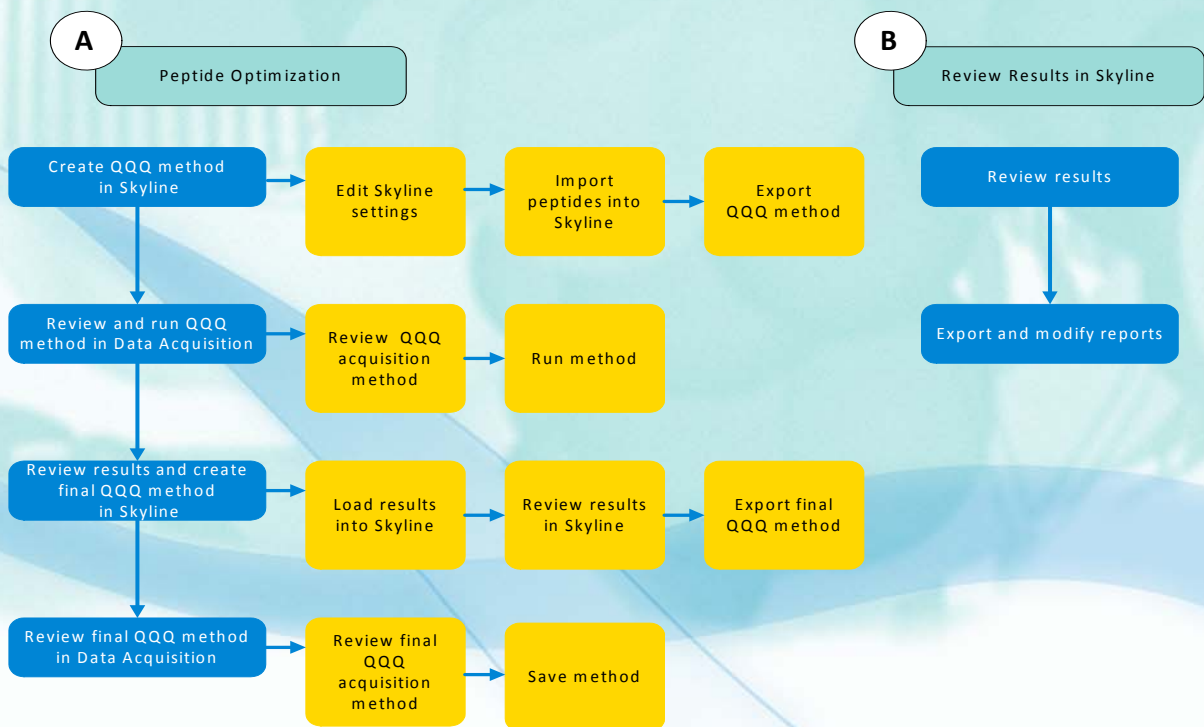 A
Peptide Optimization
B
Review Results in Skyline
Create QQQ method
in Skyline
Edit Skyline
settings
Import
peptides into
Skyline
Export
QQQ method
Review and run QQQ
method in Data Acquisition
Review QQQ
acquisition
method
Run method
Review results and create
final QQQ method
in Skyline
Load results
into Skyline
Review results
in Skyline
Export final
QQQ method
Review final QQQ method
in Data Acquisition
Review final
QQQ
acquisition
method
Save method
Review results
Export and modify reports